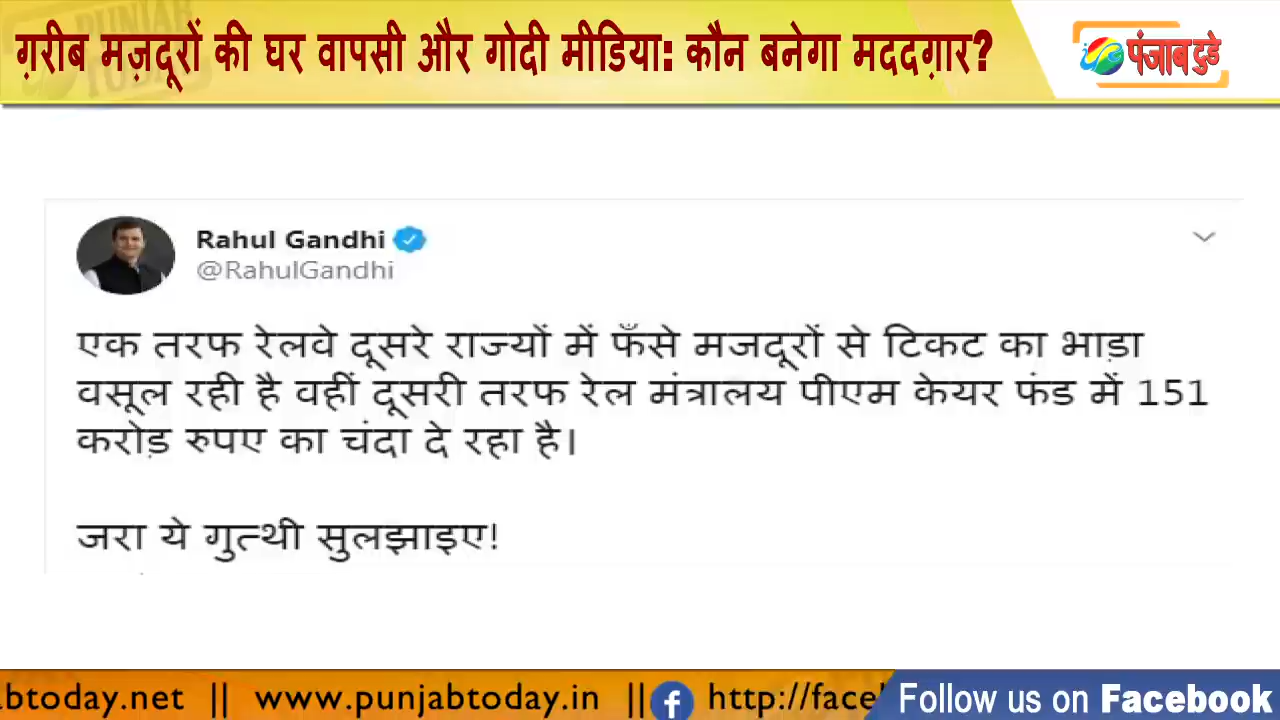 ग़रीब मज़दूरों की घर वापसी और गोदी मीडिया: कौन बनेगा मददग़ार?
पंजाब टुडे
Rahul Gandhi
@RahulGandhi
एक तरफ रेलवे दूसरे राज्यों में फँसे मजदूरों से टिकट का भाड़ा
वसूल रही है वहीं दूसरी तरफ रेल मंत्रालय पीएम केयर फंड में 151
करोड़ रुपए का चंदा दे रहा है।
जरा ये गुत्थी सुलझाइए!
abtoday.net || www.punjabtoday.in || http://face Follow us on Facebook